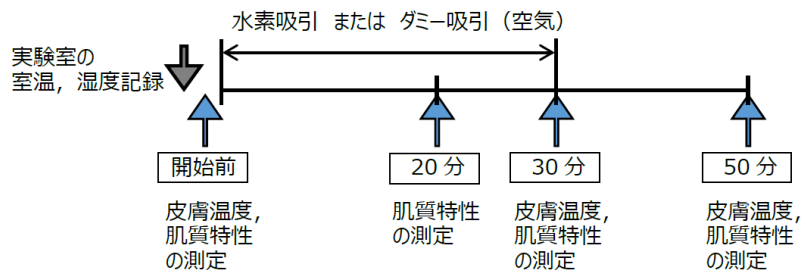 水素吸引 または ダミー吸引（空気）
実験室の
室温，湿度記録
開始前
20 分
30 分
50 分
皮膚温度，
肌質特性
の測定
肌質特性
の測定
皮膚温度，
肌質特性
の測定
皮膚温度，
肌質特性
の測定